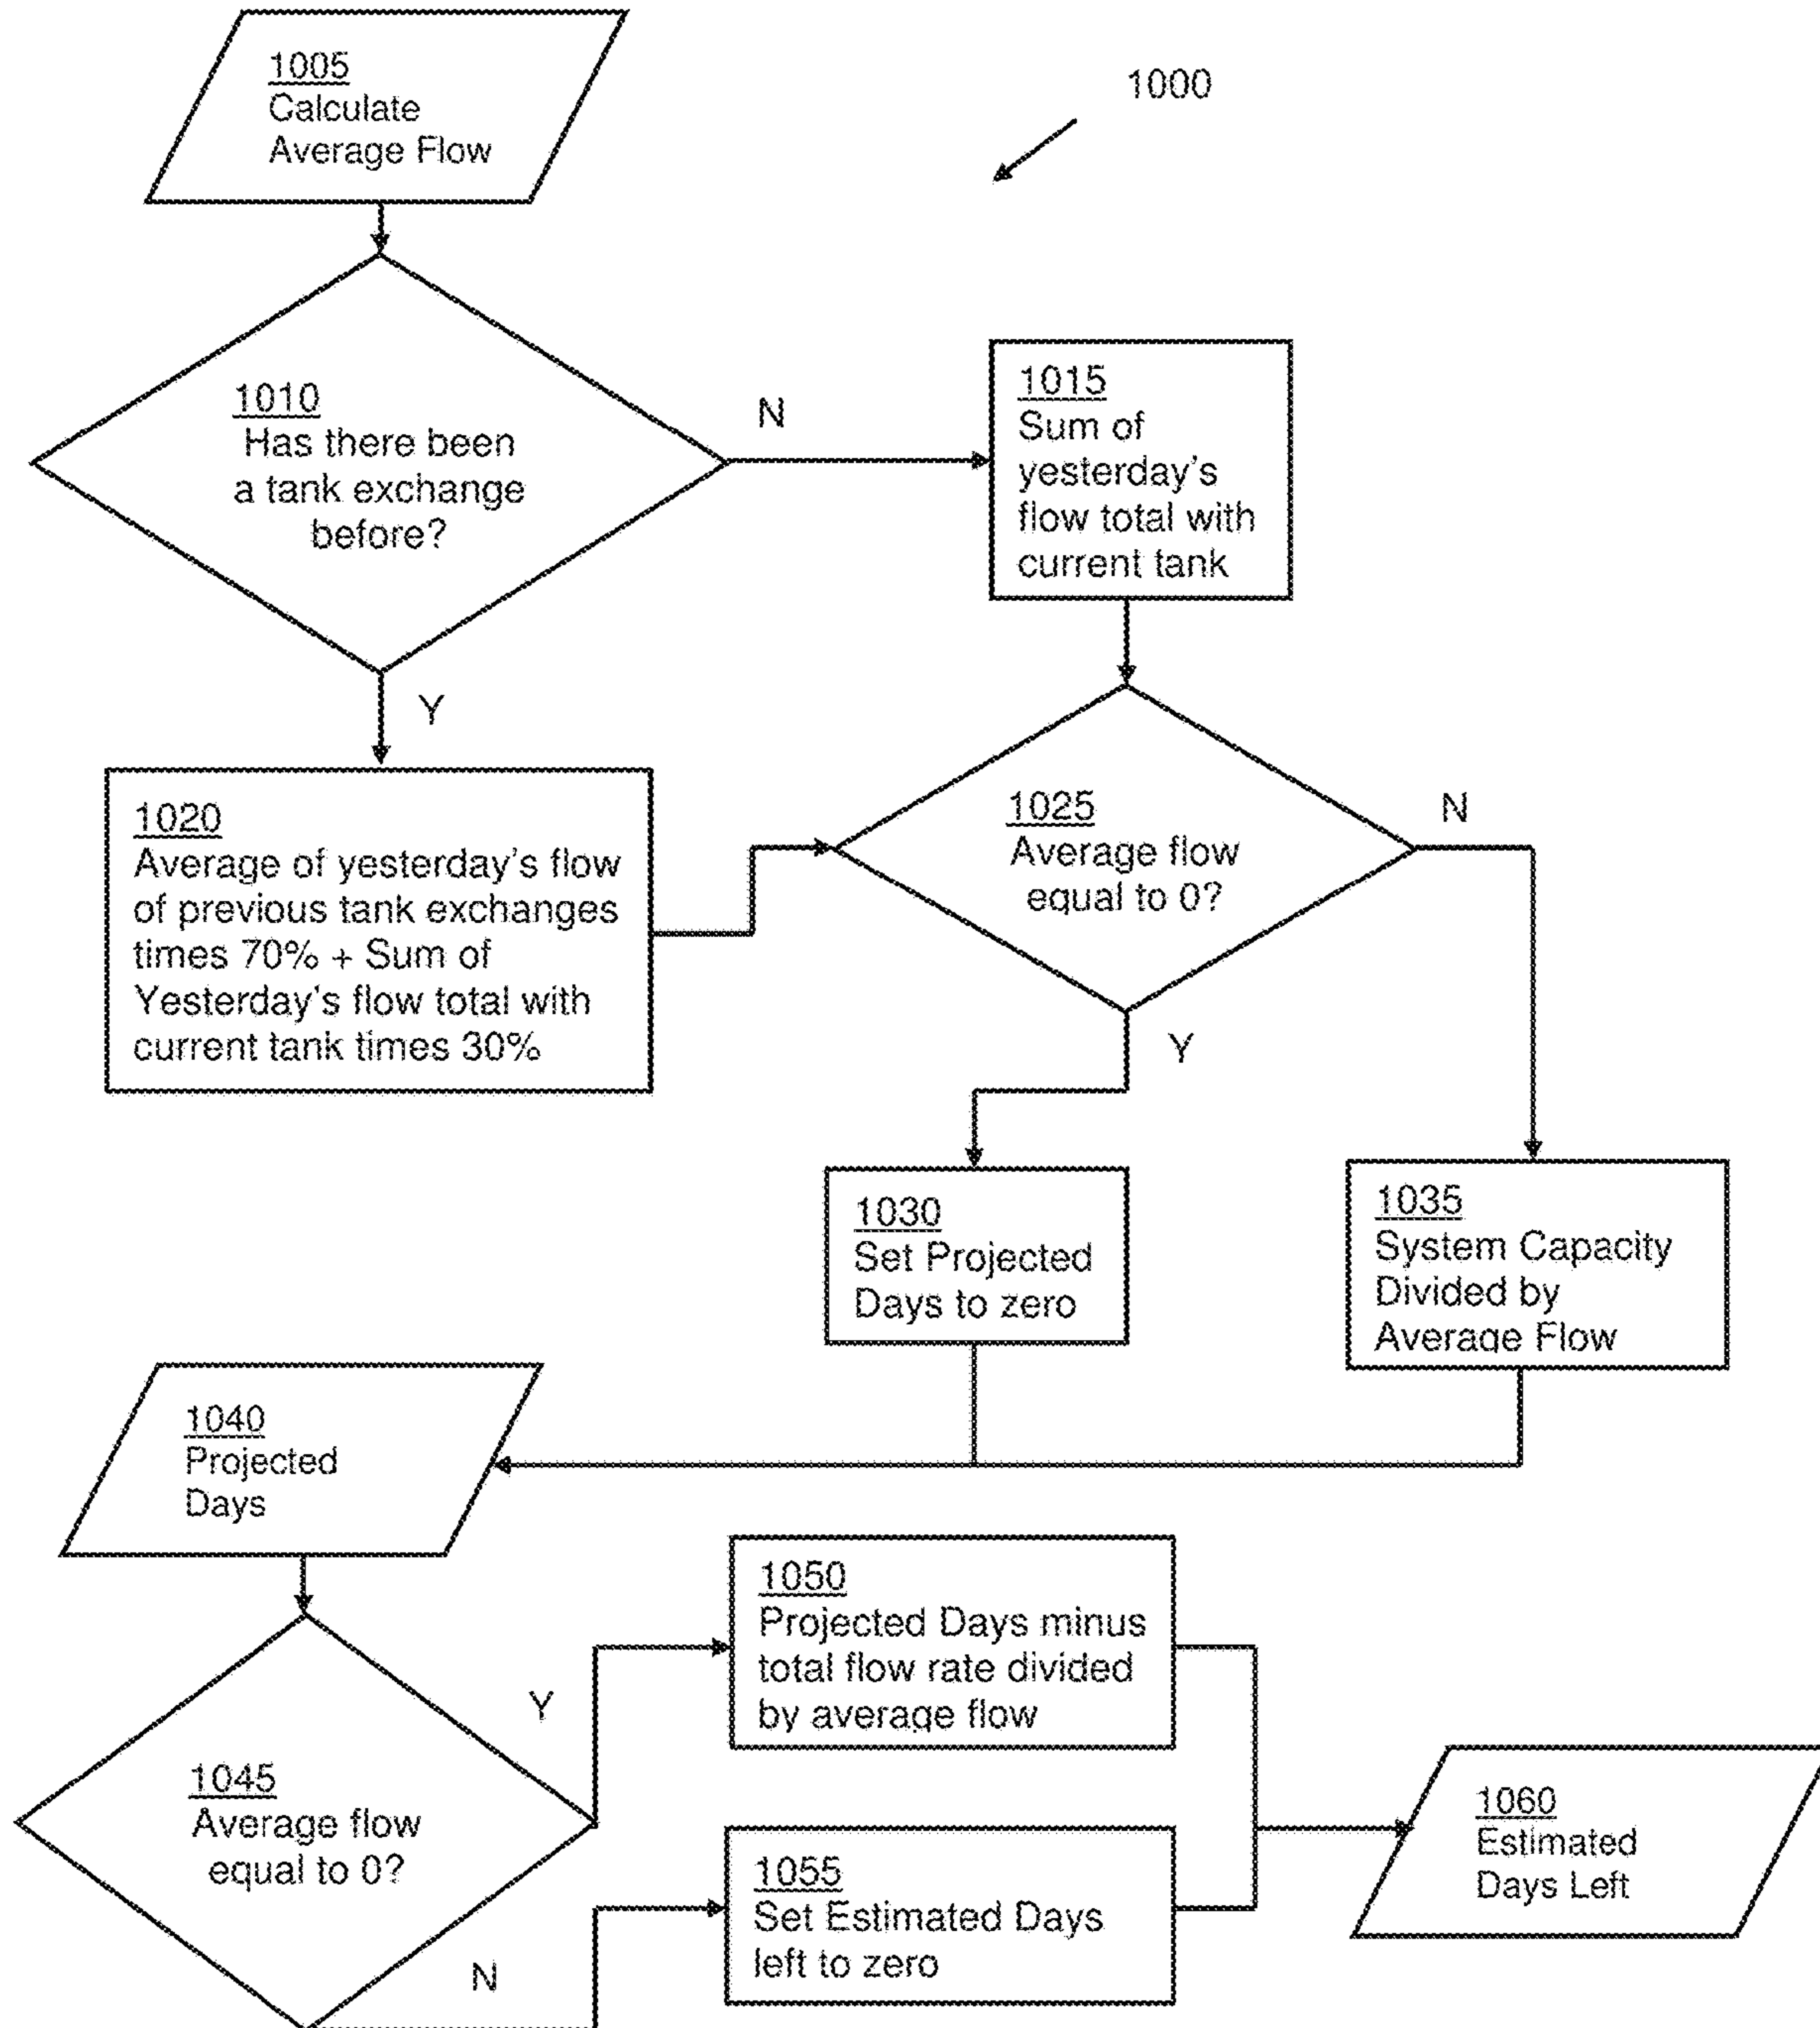 1005
Calculate
Average Flow
1000
1010
Has there been
a tank exchange
before?
N
1015
Sum of
yesterday's
flow total with
current tank
Y
1020
Average of yesterday's flow
of previous tank exchanges
times 70% + Sum of
Yesterday's flow total with
current tank times 30%
1025
Average flow
equal to 0?
N
Y
1030
Set Projected
Days to zero
1035
System Capacity
Divided by
Average Flow
1040
Projected
Days
1045
Average flow
equal to 0?
Y
1050
Projected Days minus
total flow rate divided
by average flow
N
1055
Set Estimated Days
left to zero
1060
Estimated
Days Left